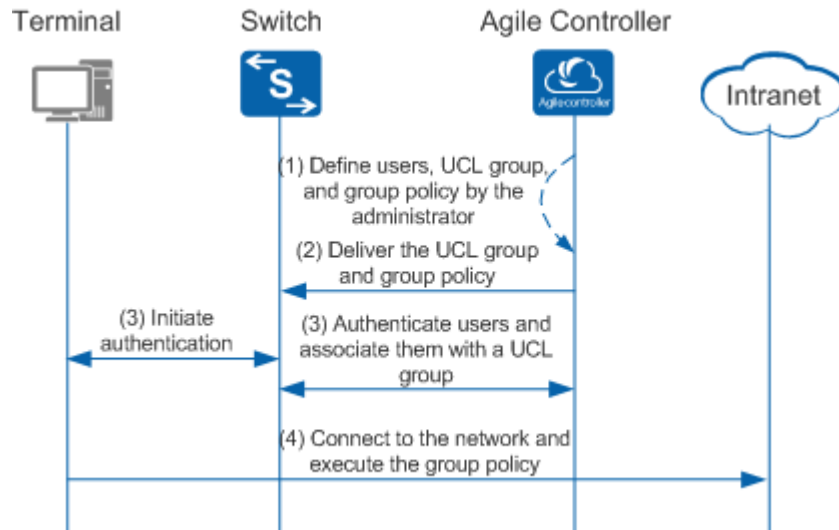 Terminal
Switch
Agile Controller
S
Agilecontroller
Intranet
(1) Define users, UCL group,
and group policy by the
administrator
(2) Deliver the UCL group
and group policy
(3) Initiate
authentication
(3) Authenticate users and
associate them with a UCL
group
(4) Connect to the network and
execute the group policy